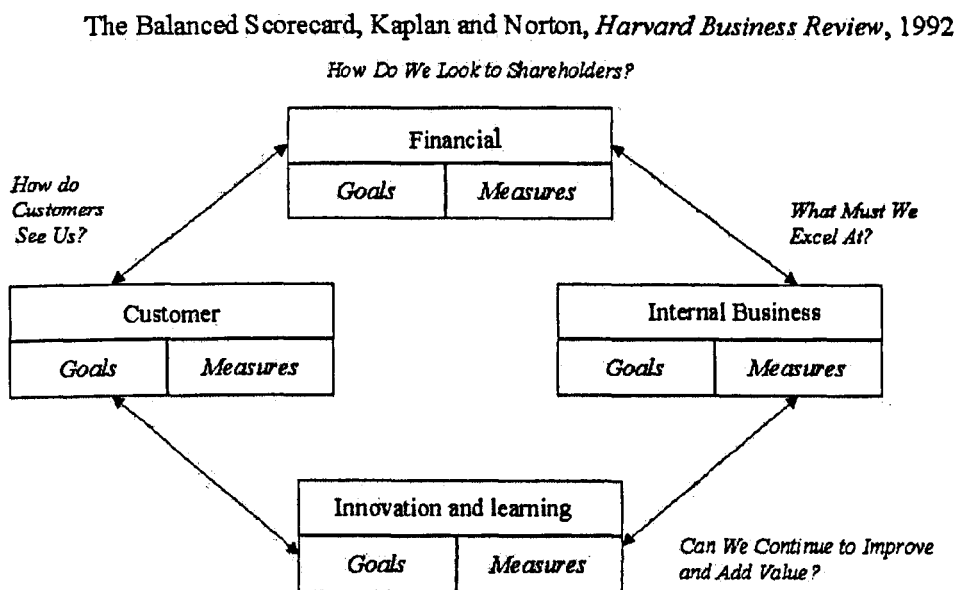 The Balanced Scorecard, Kaplan and Norton, Harvard Business Review, 1992
How Do We Look to Shareholders?
Financial
Goals Measures
How do
Customers
See Us?
What Must We
Excel At?
Customer
Goals Measures
Internal Business
Goals Measures
Innovation and learning
Goals Measures
Can We Continue to Improve
and Add Value?